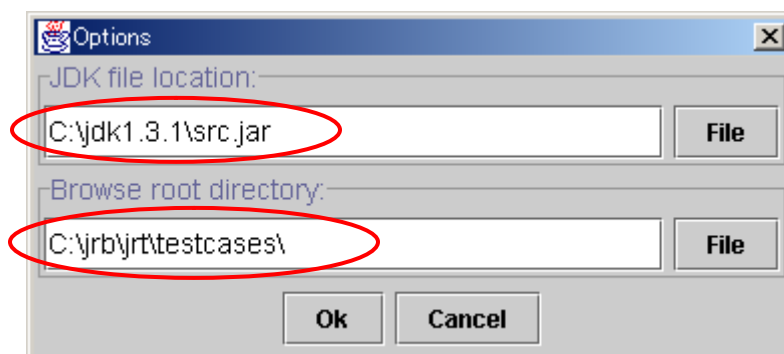 Options
JDK file location:
C:\jdk1.3.1\src.jar
File
Browse root directory:
C:\jrb\jrt\testcases\
File
Ok
Cancel